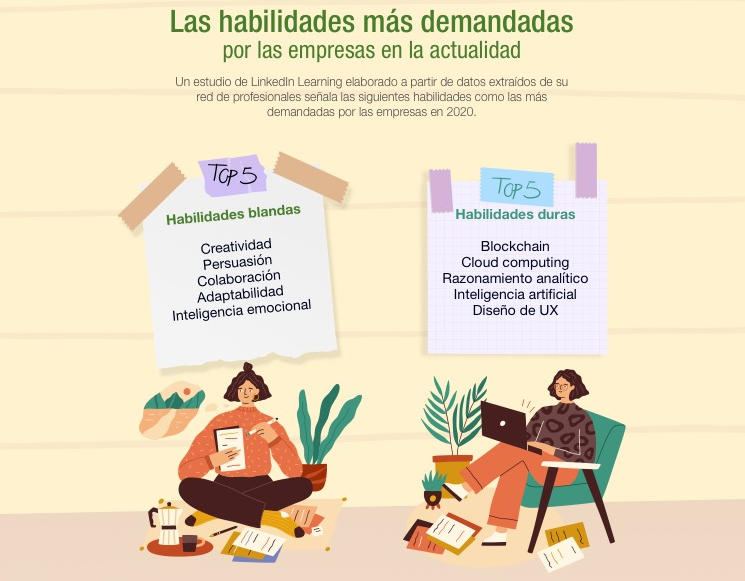 Las habilidades más demandadas
por las empresas en la actualidad
Un estudio de LinkedIn Learning elaborado a partir de datos extraídos de su
red de profesionales señala las siguientes habilidades como las más
demandadas por las empresas en 2020.
TOP 5
Habilidades blandas
Creatividad
Persuasión
Colaboración
Adaptabilidad
Inteligencia emocional
TOP 5
Habilidades duras
Blockchain
Cloud computing
Razonamiento analítico
Inteligencia artificial
Diseño de UX